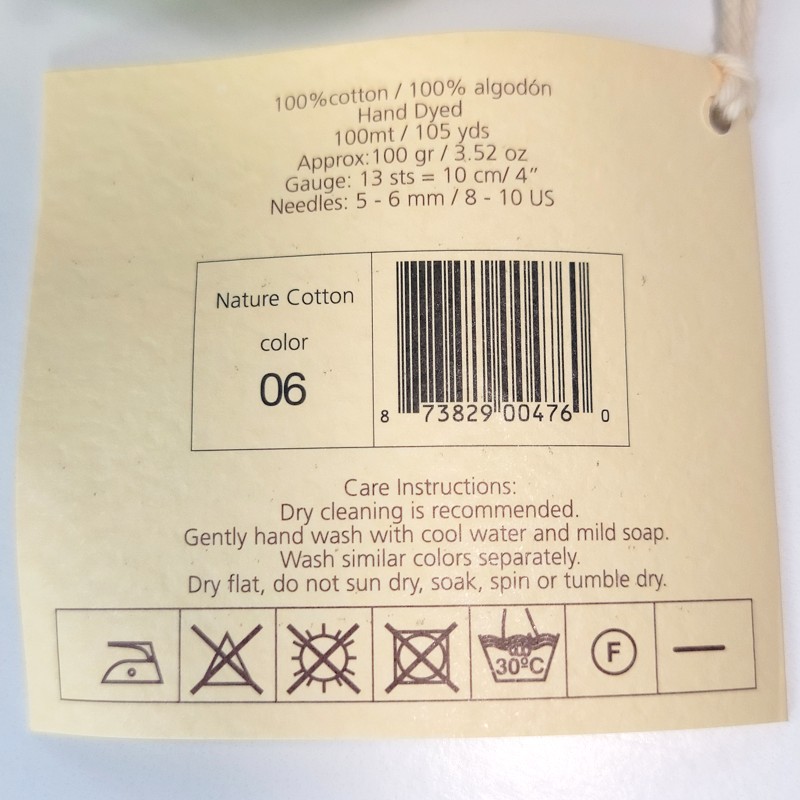 100%cotton / 100% algodón
Hand Dyed
100mt / 105 yds
Approx:100 gr / 3.52 oz
Gauge: 13 sts = 10 cm/ 4”
Needles: 5 - 6 mm / 8 - 10 US
Nature Cotton
color
06
8 73829 00476 0
Care Instructions:
Dry cleaning is recommended.
Gently hand wash with cool water and mild soap.
Wash similar colors separately.
Dry flat, do not sun dry, soak, spin or tumble dry.
30ºC
F